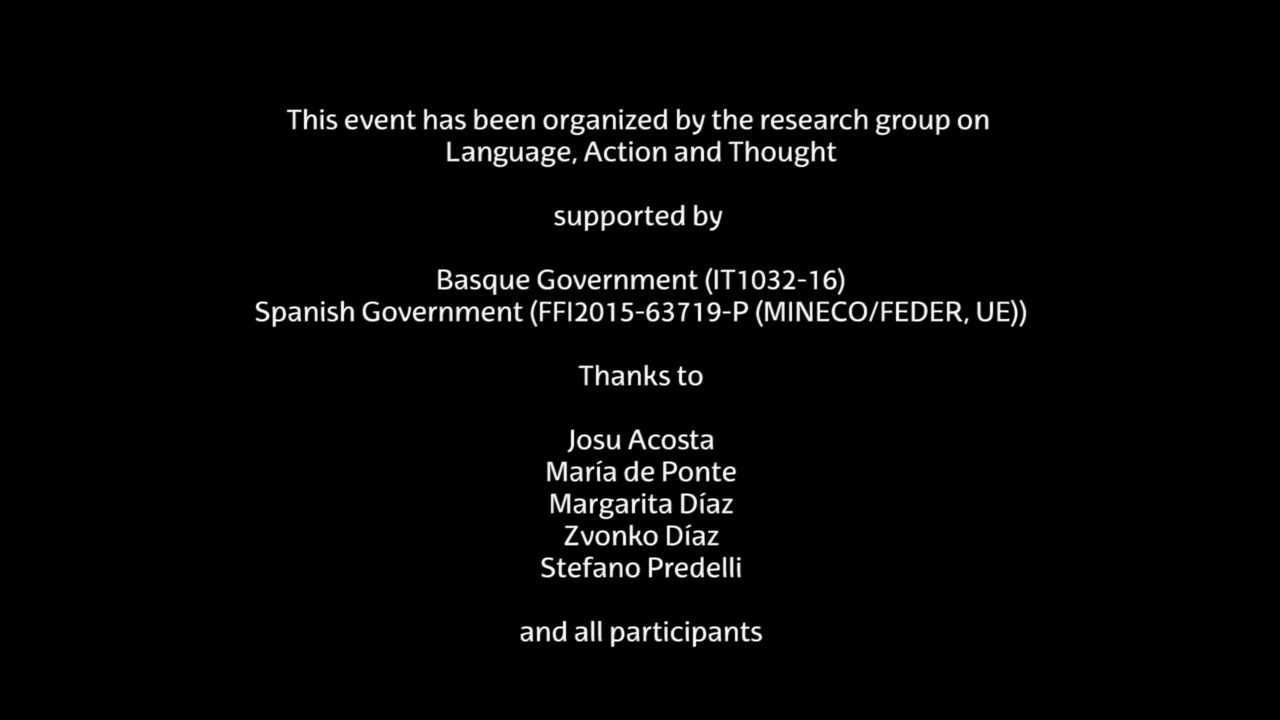 This event has been organized by the research group on
Language, Action and Thought
supported by
Basque Government (IT1032-16)
Spanish Government (FFI2015-63719-P (MINECO/FEDER, UE))
Thanks to
Josu Acosta
María de Ponte
Margarita Díaz
Zvonko Díaz
Stefano Predelli
and all participants